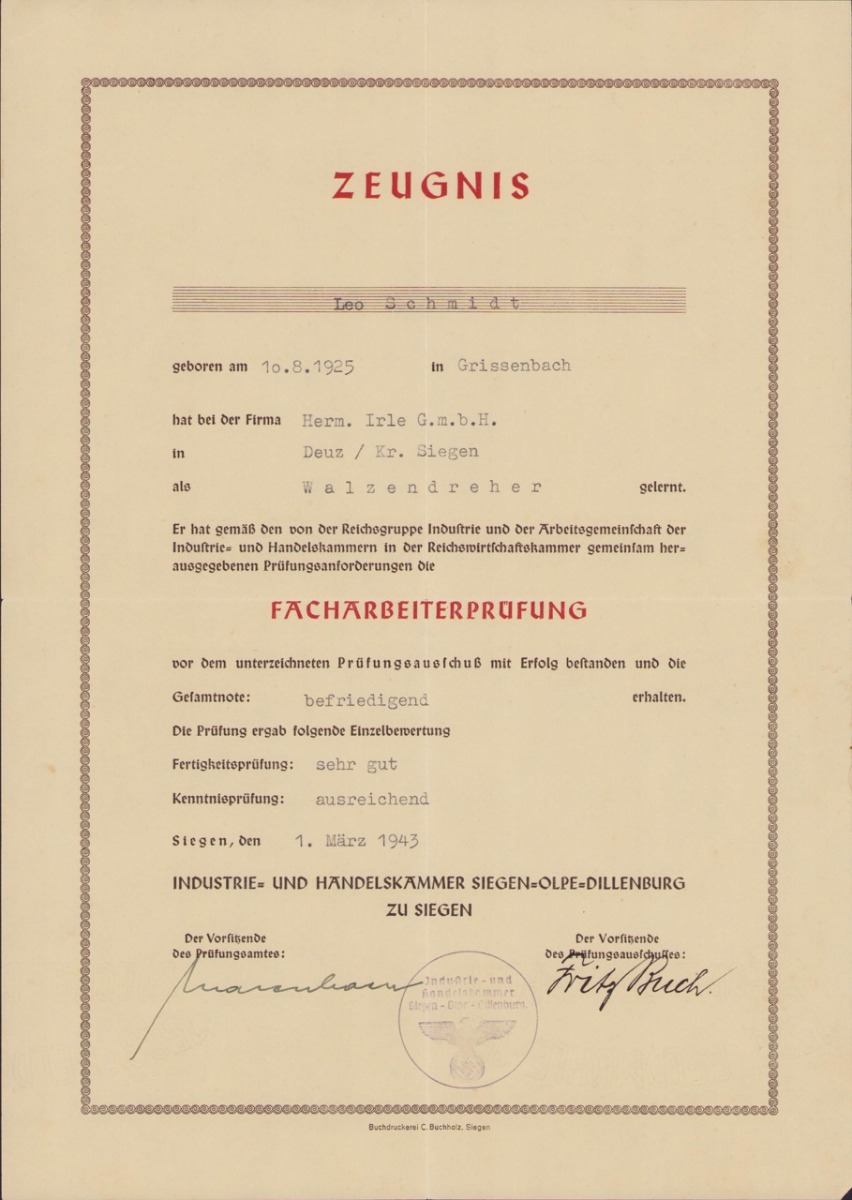 ZEUGNIS
Leo Schmidt
geboren am 10.8.1925 in Grissenbach
hat bei der Firma Herm. Irle G.m.b.H.
in Deuz / Kr. Siegen
als Walzendreher gelernt.
Er hat gemäß den von der Reichsgruppe Industrie und der Arbeitsgemeinschaft der
Industrie= und Handelskammern in der Reichswirtschaftskammer gemeinsam her=
ausgegebenen Prüfungsanforderungen die
FACHARBEITERPRÜFUNG
vor dem unterzeichneten Prüfungsausschuß mit Erfolg bestanden und die
Gesamtnote: befriedigend erhalten.
Die Prüfung ergab folgende Einzelbewertung
Fertigkeitsprüfung: sehr gut
Kenntnisprüfung: ausreichend
Siegen, den 1. März 1943
INDUSTRIE= UND HANDELSKAMMER SIEGEN=OLPE=DILLENBURG
ZU SIEGEN
Der Vorsitzende
des Prüfungsamtes:
Der Vorsitzende
des Prüfungsausschusses:
Fritz Buch.
Industrie - und
Handelskammer
Siegen - Olpe - Dillenburg.
Buchdruckerei C. Buchholz, Siegen